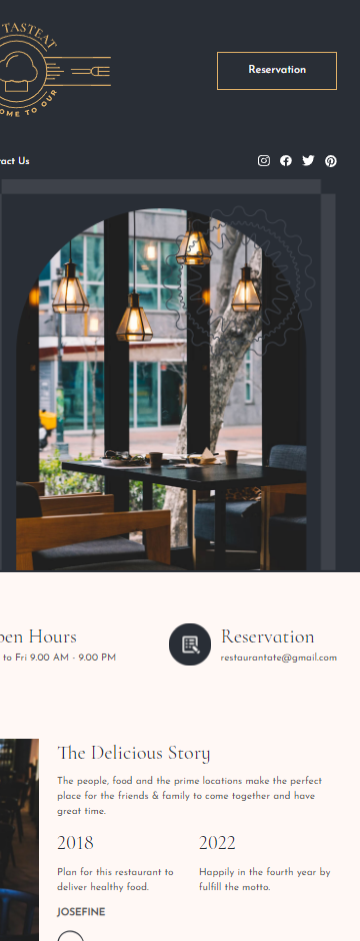 TASTEAT
OME TO OUR
Reservation
act Us
pen Hours
to Fri 9.00 AM - 9.00 PM
Reservation
restaurantate@gmail.com
The Delicious Story
The people, food and the prime locations make the perfect
place for the friends & family to come together and have
great time.
2018
2022
Plan for this restaurant to
deliver healthy food.
Happily in the fourth year by
fulfill the motto.
JOSEFINE